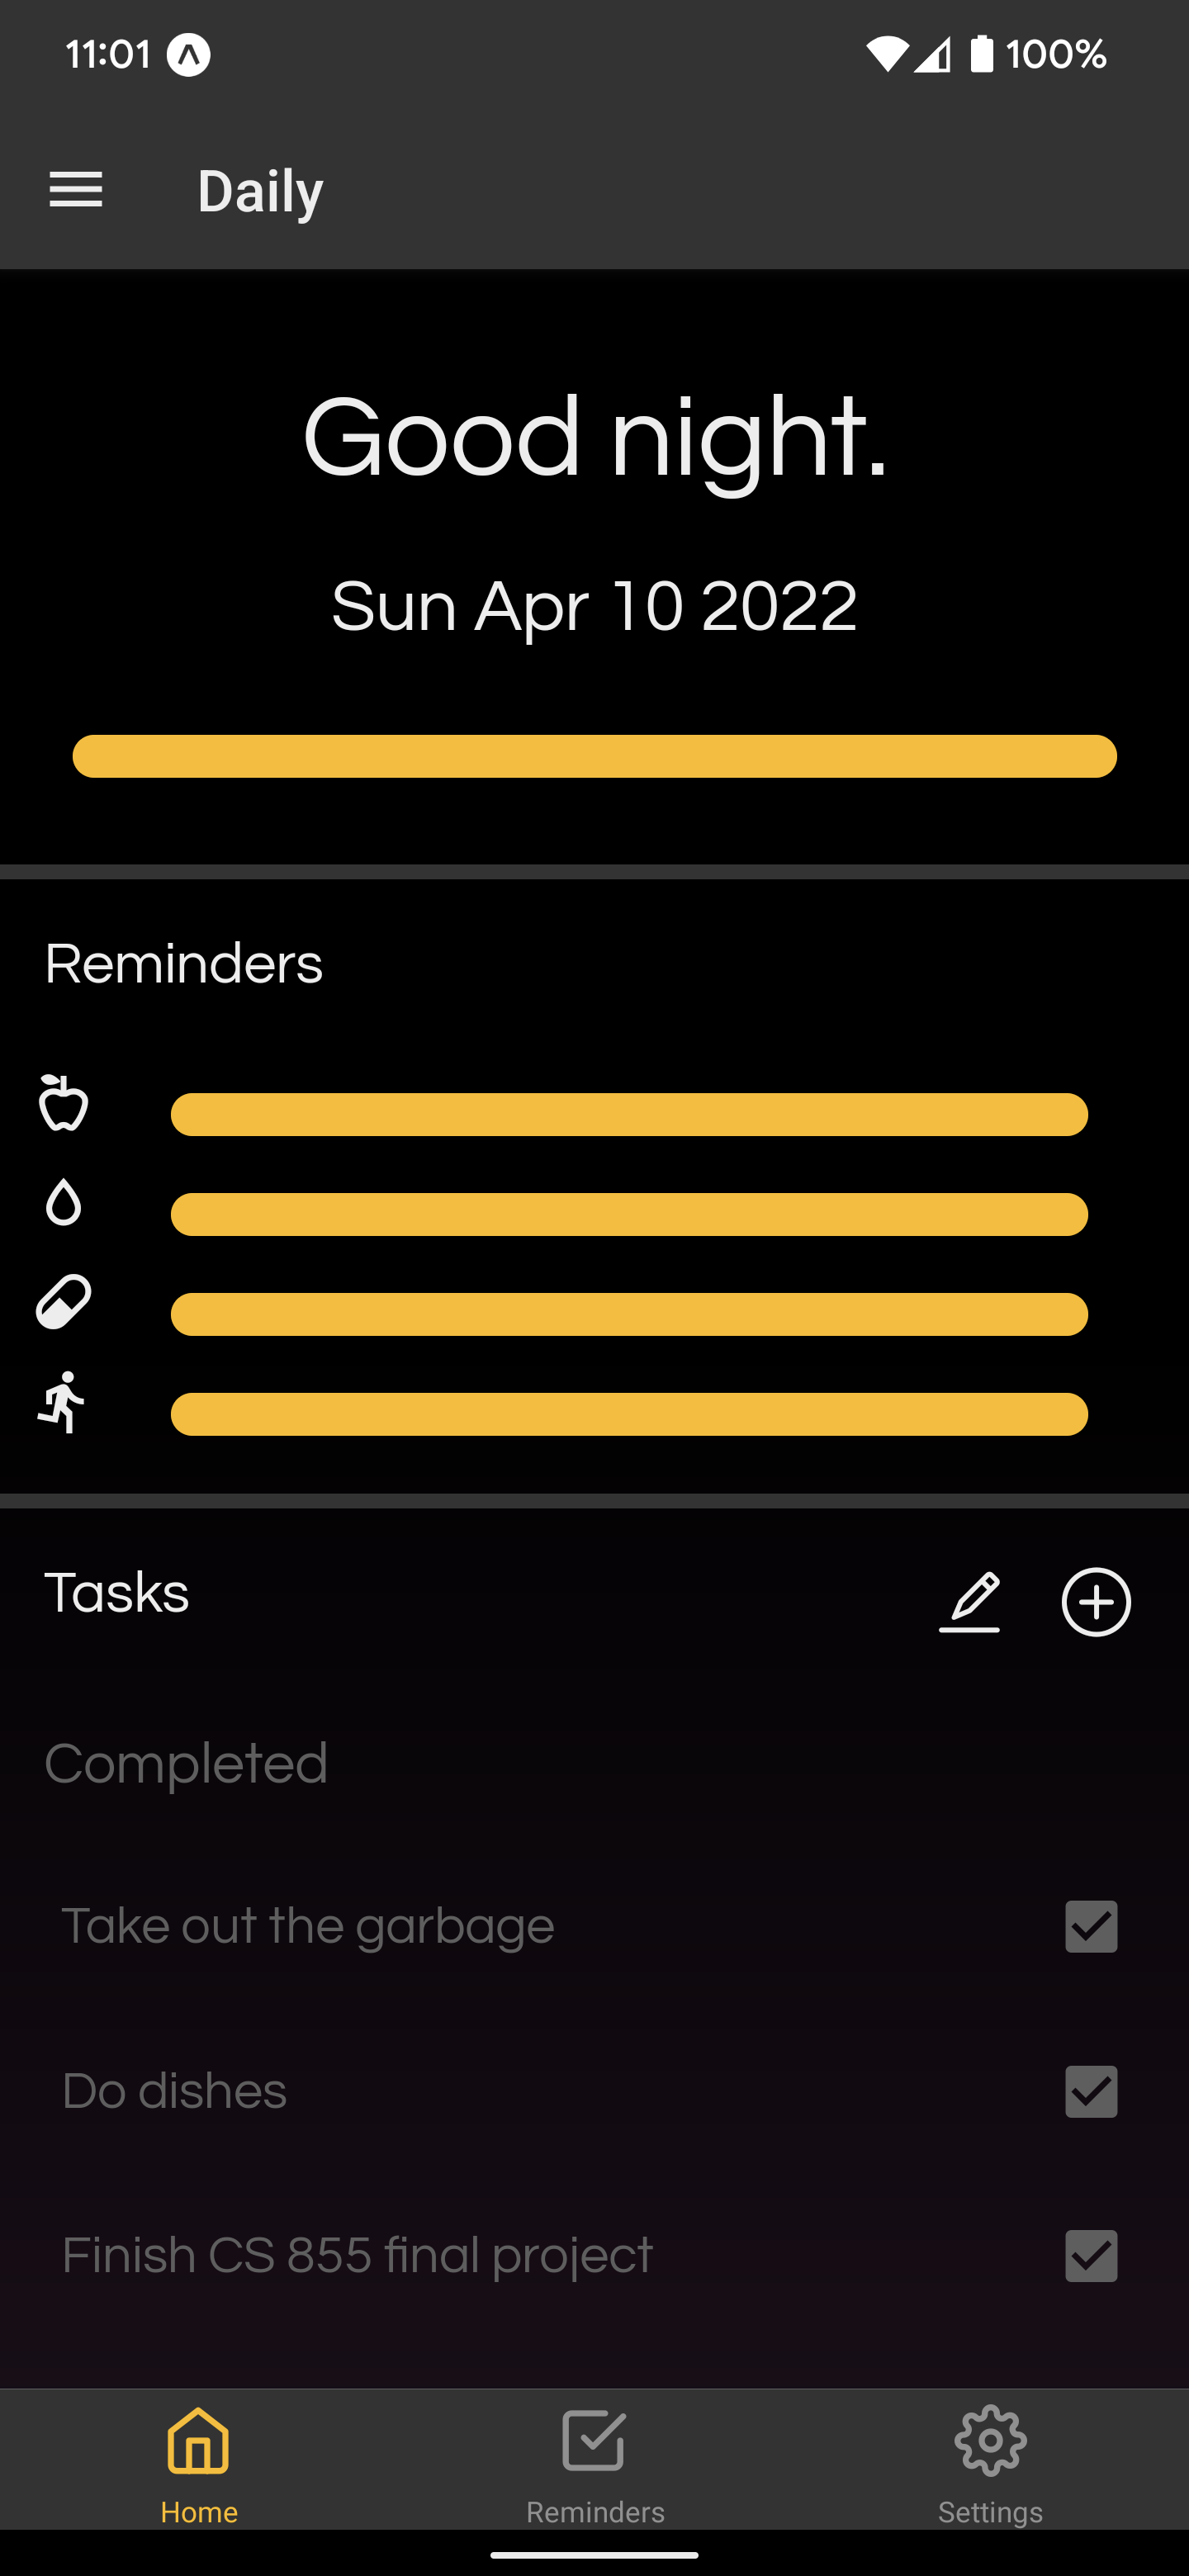 11:01 100%
Daily
Good night.
Sun Apr 10 2022
Reminders
Tasks
Completed
Take out the garbage
Do dishes
Finish CS 855 final project
Home Reminders Settings